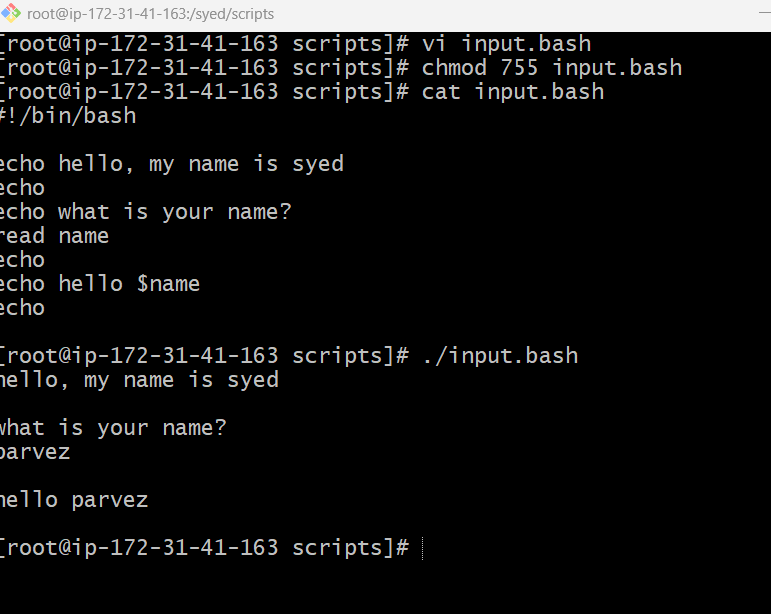 root@ip-172-31-41-163:/syed/scripts
[root@ip-172-31-41-163 scripts]# vi input.bash
[root@ip-172-31-41-163 scripts]# chmod 755 input.bash
[root@ip-172-31-41-163 scripts]# cat input.bash
#!/bin/bash
echo hello, my name is syed
echo
echo what is your name?
read name
echo
echo hello $name
echo
[root@ip-172-31-41-163 scripts]# ./input.bash
hello, my name is syed
what is your name?
parvez
hello parvez
[root@ip-172-31-41-163 scripts]#